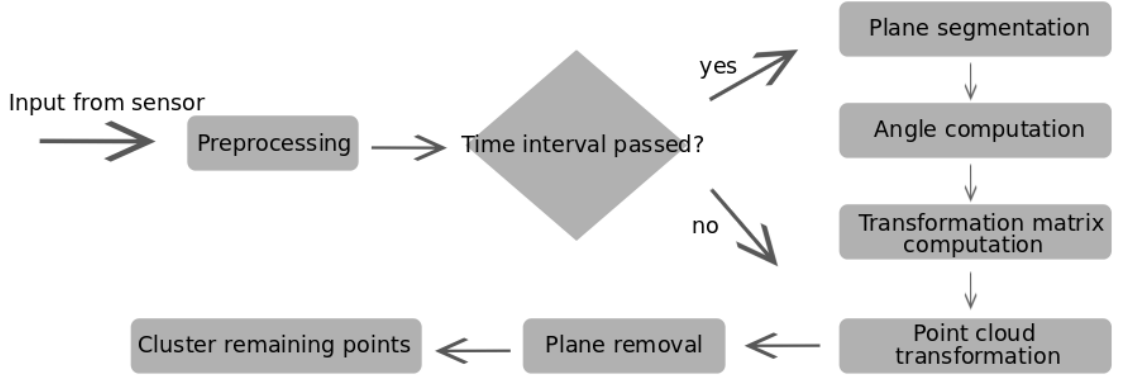 Input from sensor
Preprocessing
Time interval passed?
yes
no
Plane segmentation
Angle computation
Transformation matrix
computation
Point cloud
transformation
Plane removal
Cluster remaining points